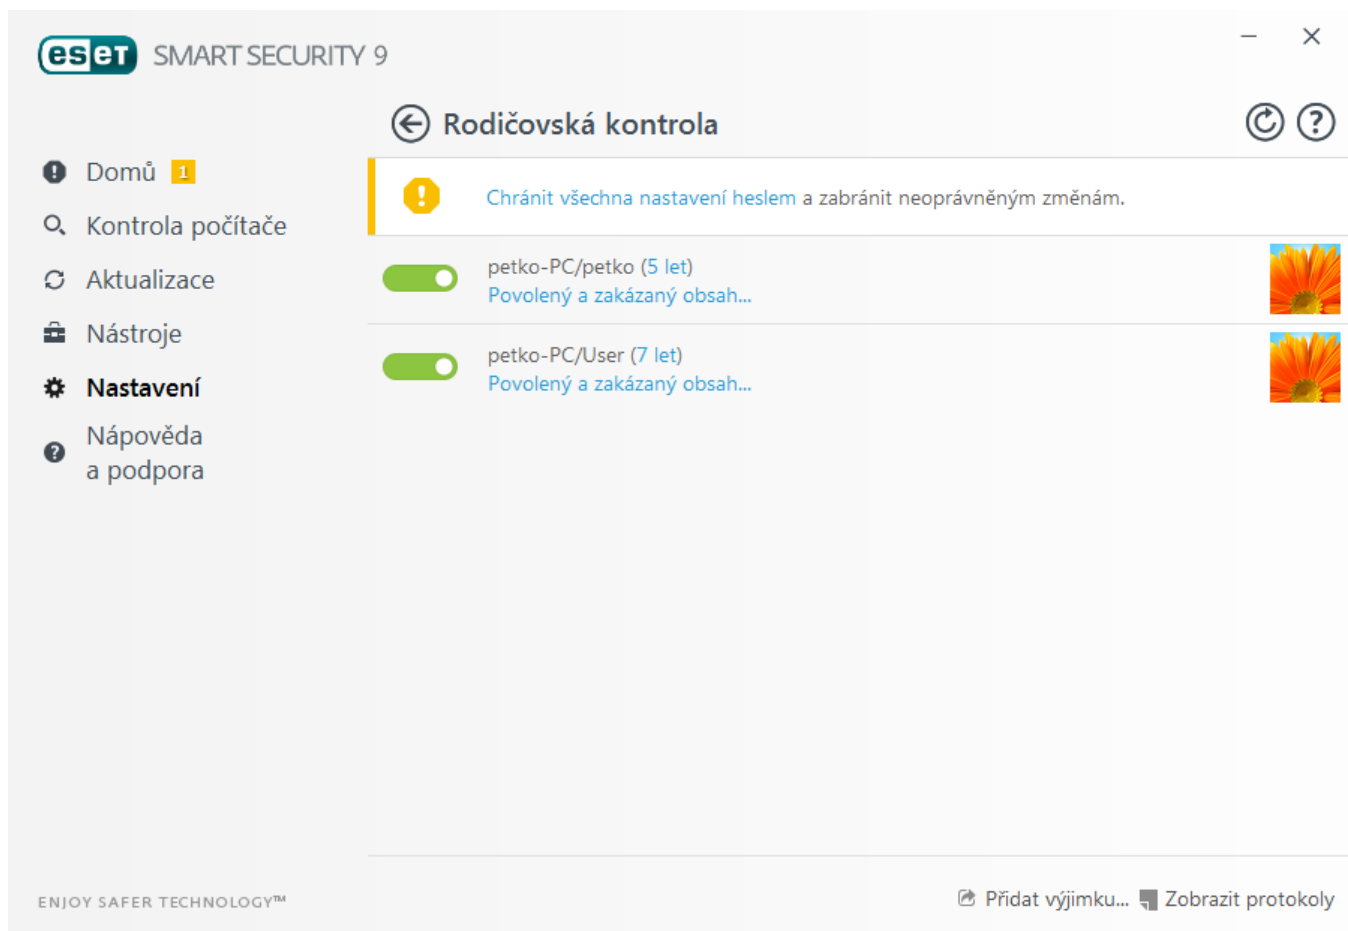 eset SMART SECURITY 9
Rodičovská kontrola
Domů 1
Kontrola počítače
Aktualizace
Nástroje
Nastavení
Nápověda
a podpora
Chránit všechna nastavení heslem a zabránit neoprávněným změnám.
petko-PC/petko (5 let)
Povolený a zakázaný obsah...
petko-PC/User (7 let)
Povolený a zakázaný obsah...
ENJOY SAFER TECHNOLOGY™
Přidat výjimku... Zobrazit protokoly